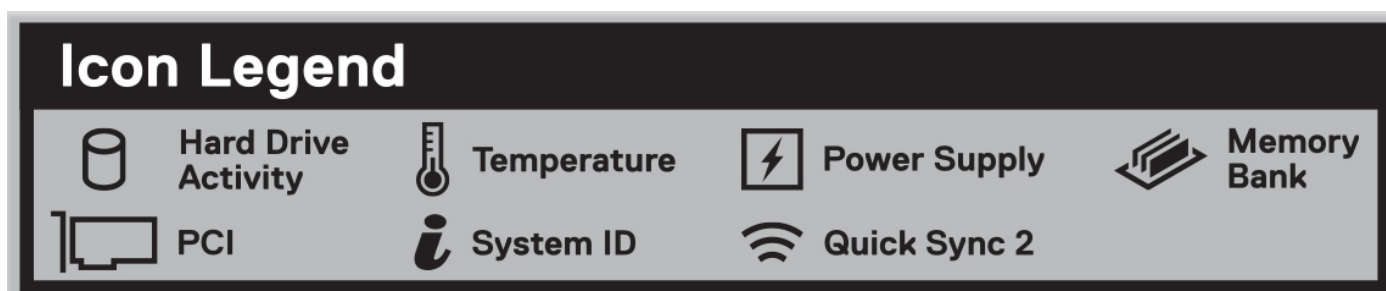 Icon Legend
Hard Drive
Activity
Temperature
Power Supply
Memory
Bank
PCI
System ID
Quick Sync 2